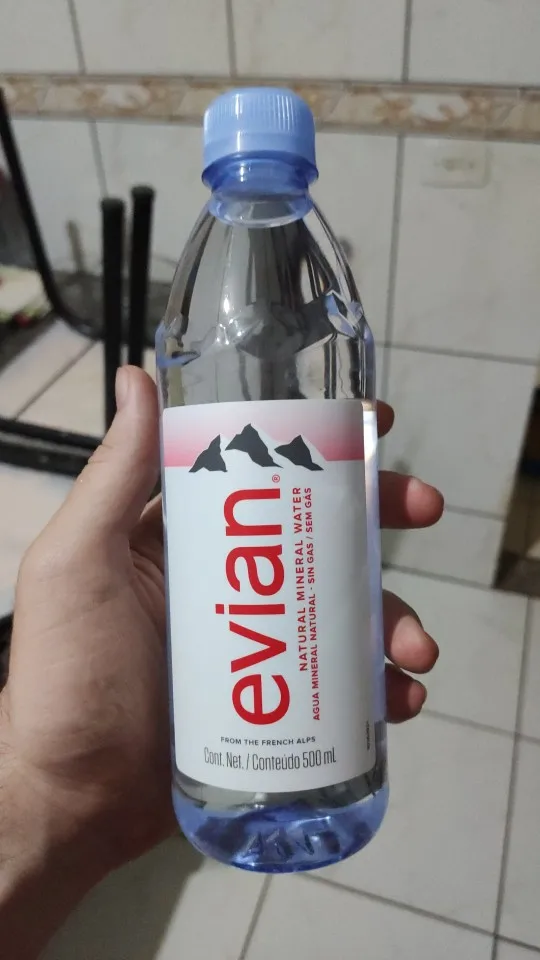 evian®
NATURAL MINERAL WATER
AGUA MINERAL NATURAL - SIN GAS / SEM GÁS
FROM THE FRENCH ALPS
Cont. Net. / Conteúdo 500 mL